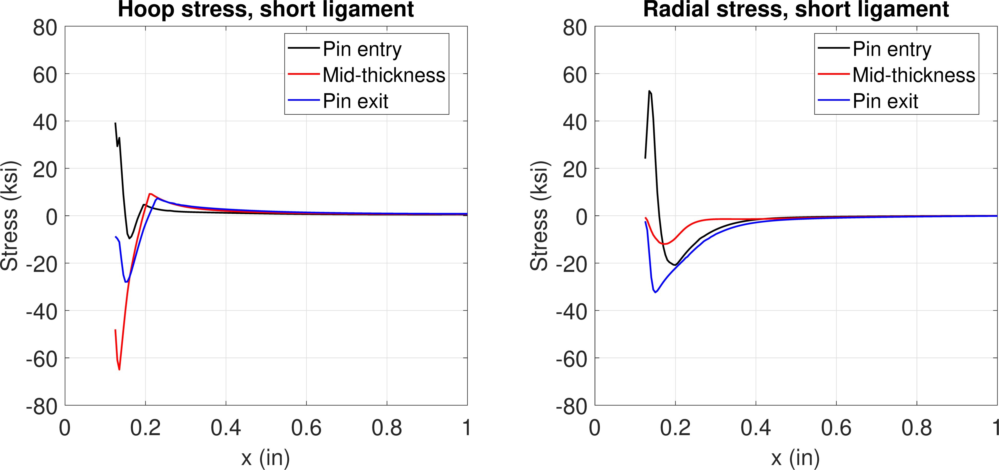 Hoop stress, short ligament
80
60
40
20
0
-20
-40
-60
-80
Stress (ksi)
Pin entry
Mid-thickness
Pin exit
0 0.2 0.4 0.6 0.8 1
x (in)
Radial stress, short ligament
80
60
40
20
0
-20
-40
-60
-80
Stress (ksi)
Pin entry
Mid-thickness
Pin exit
0 0.2 0.4 0.6 0.8 1
x (in)